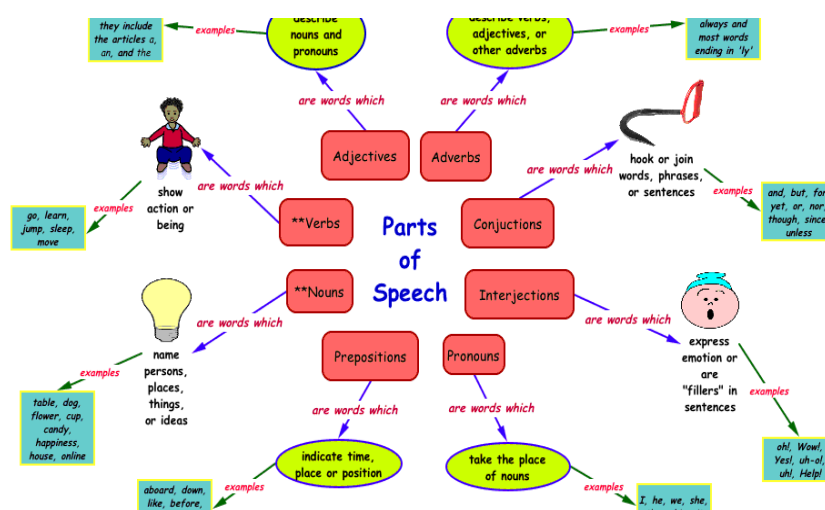 they include
the articles a,
an, and the
examples
describe
nouns and
pronouns
describe verbs,
adjectives, or
other adverbs
examples
always and
most words
ending in 'ly'
are words which
are words which
Adjectives
Adverbs
are words which
hook or join
words, phrases,
or sentences
examples
and, but, for
yet, or, nor,
though, since
unless
Conjuctions
are words which
show
action or
being
examples
go, learn,
jump, sleep,
move
**Verbs
Parts
of
Speech
**Nouns
are words which
name
persons,
places,
things,
or ideas
examples
table, dog,
flower, cup,
candy,
happiness,
house, online
Interjections
are words which
express
emotion or
are
"fillers" in
sentences
examples
oh!, Wow!,
Yes!, uh-o!,
uh!, Help!
Prepositions
are words which
indicate time,
place or position
examples
aboard, down,
like, before,
Pronouns
are words which
take the place
of nouns
examples
I, he, we, she,